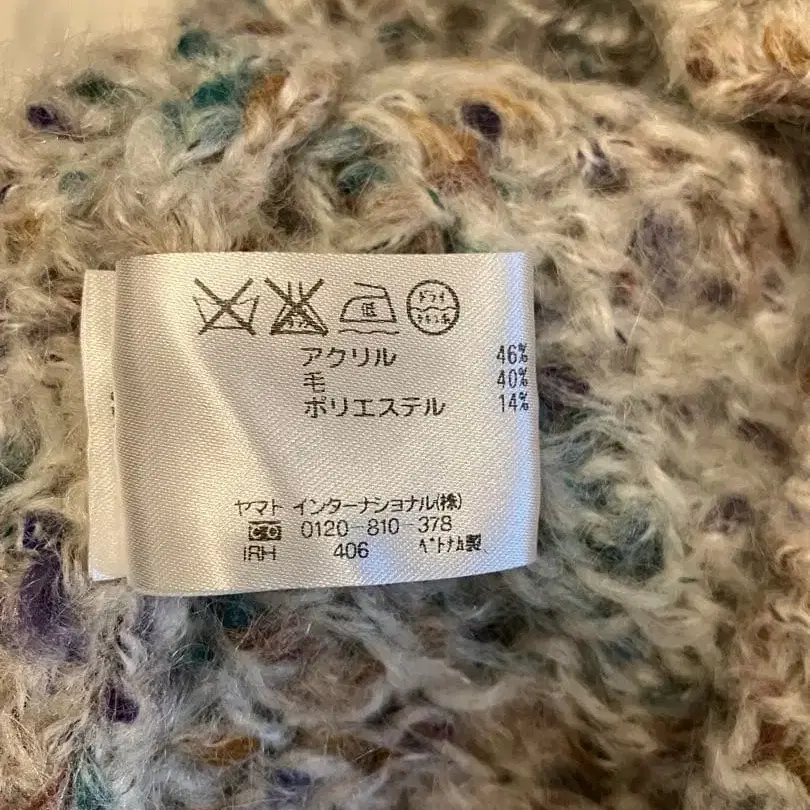 低 ドライ
アクリル 46%
毛 40%
ポリエステル 14%
ヤマト インターナショナル(株)
0120-810-378
IRH 406 ベトナム製